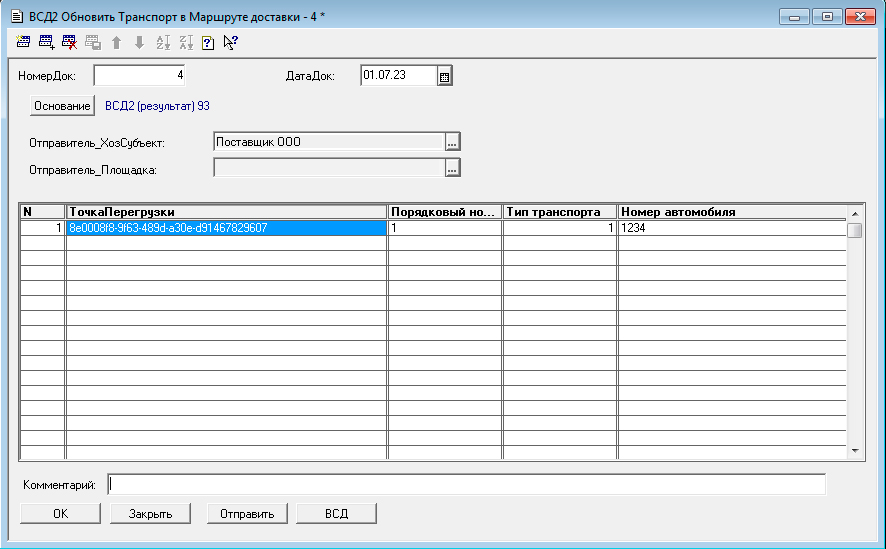 ВСД2 Обновить Транспорт в Маршруте доставки - 4 *
НомерДок: 4 ДатаДок: 01.07.23
Основание ВСД2 (результат) 93
Отправитель_ХозСубъект: Поставщик ООО ...
Отправитель_Площадка: ...
N ТочкаПерегрузки Порядковый но... Тип транспорта Номер автомобиля
1 8e0008f8-9f63-489d-a30e-d91467829607 1 1 1234
Комментарий:
OK Закрыть Отправить ВСД